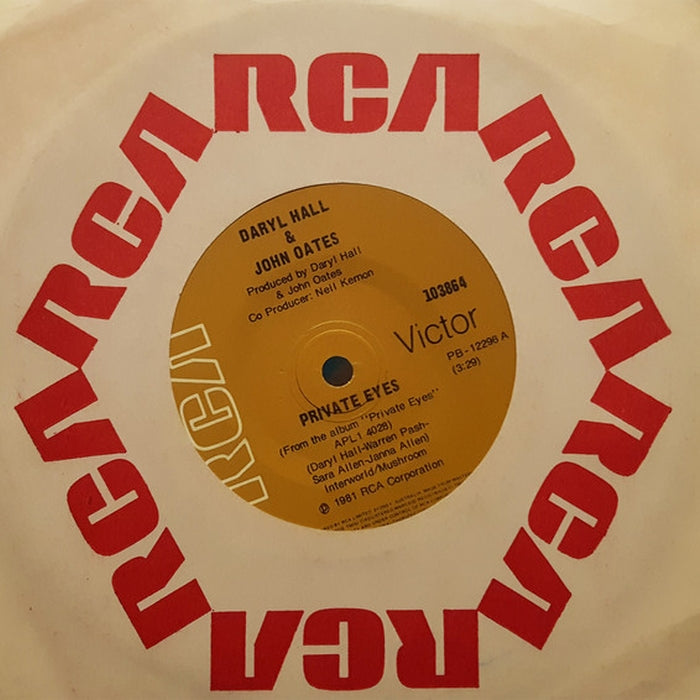 RCA
RCA
RCA
RCA
RCA
RCA
DARYL HALL
&
JOHN OATES
Produced by Daryl Hall
& John Oates
Co Producer: Neil Kernon
103864
Victor
PB-12296 A
(3:29)
RCA
PRIVATE EYES
(From the album "Private Eyes"
APL1 4028)
(Daryl Hall-Warren Pash-
Sara Allen-Janna Allen)
Interworld/Mushroom
℗ 1981 RCA Corporation